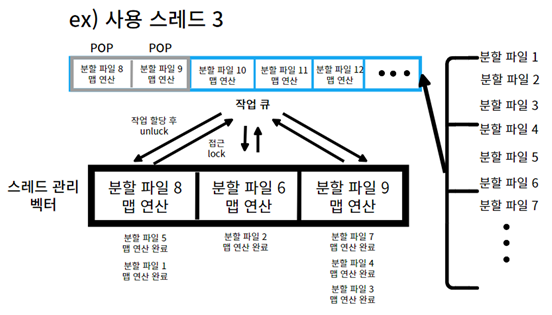 ex) 사용 스레드 3
POP
POP
분할 파일 8
맵 연산
분할 파일 9
맵 연산
분할 파일 10
맵 연산
분할 파일 11
맵 연산
분할 파일 12
맵 연산
작업 큐
작업 할당 후
unluck
접근
lock
스레드 관리
벡터
분할 파일 8
맵 연산
분할 파일 6
맵 연산
분할 파일 9
맵 연산
분할 파일 5
맵 연산 완료
분할 파일 1
맵 연산 완료
분할 파일 2
맵 연산 완료
분할 파일 7
맵 연산 완료
분할 파일 4
맵 연산 완료
분할 파일 3
맵 연산 완료
분할 파일 1
분할 파일 2
분할 파일 3
분할 파일 4
분할 파일 5
분할 파일 6
분할 파일 7